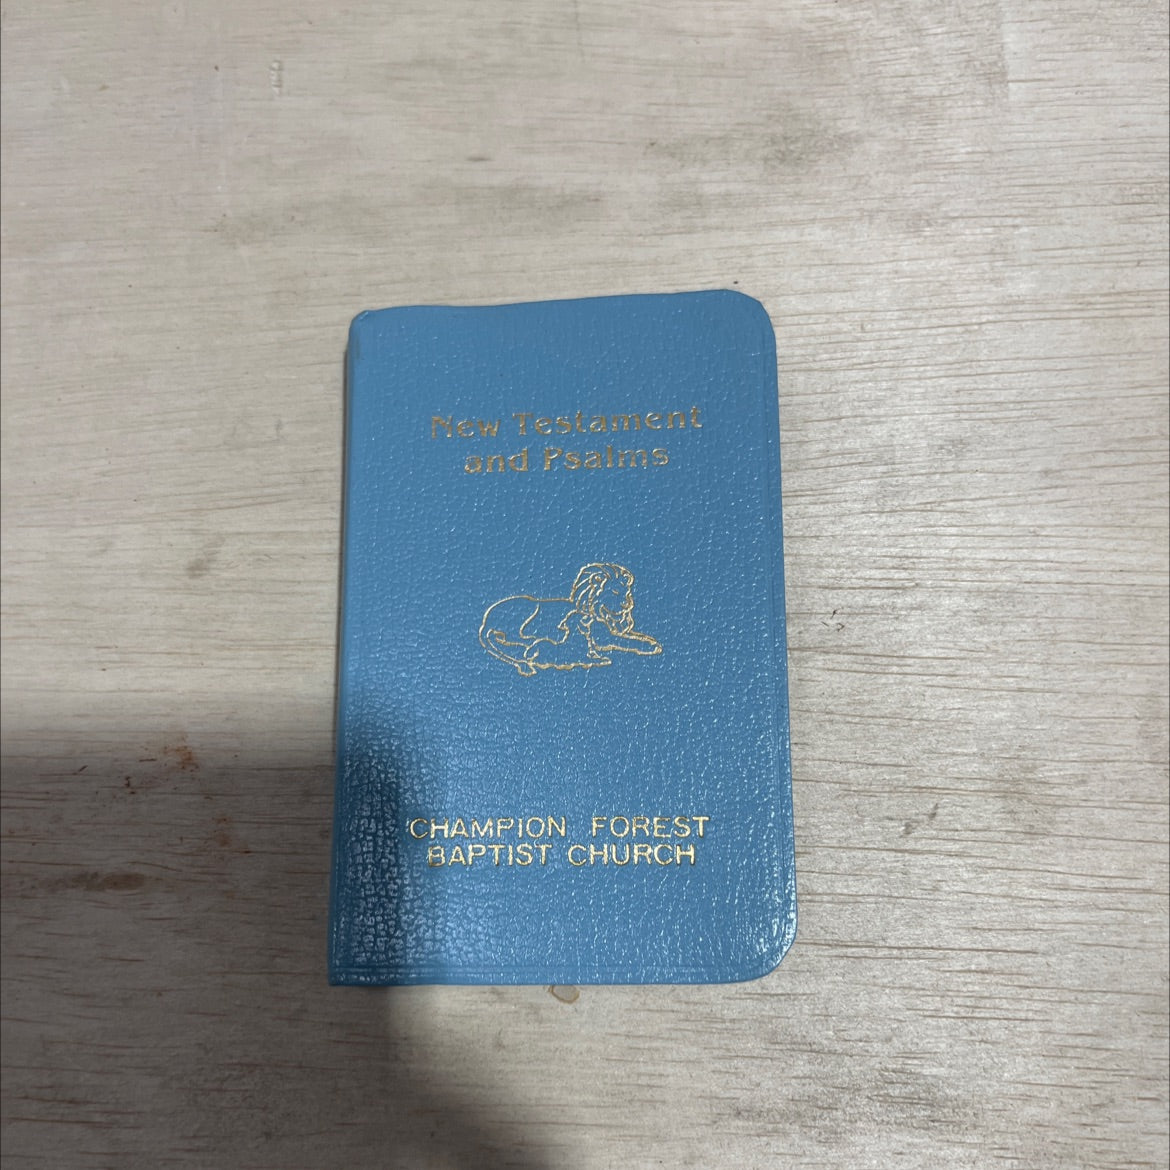 New Testament
and Psalms
CHAMPION FOREST
BAPTIST CHURCH